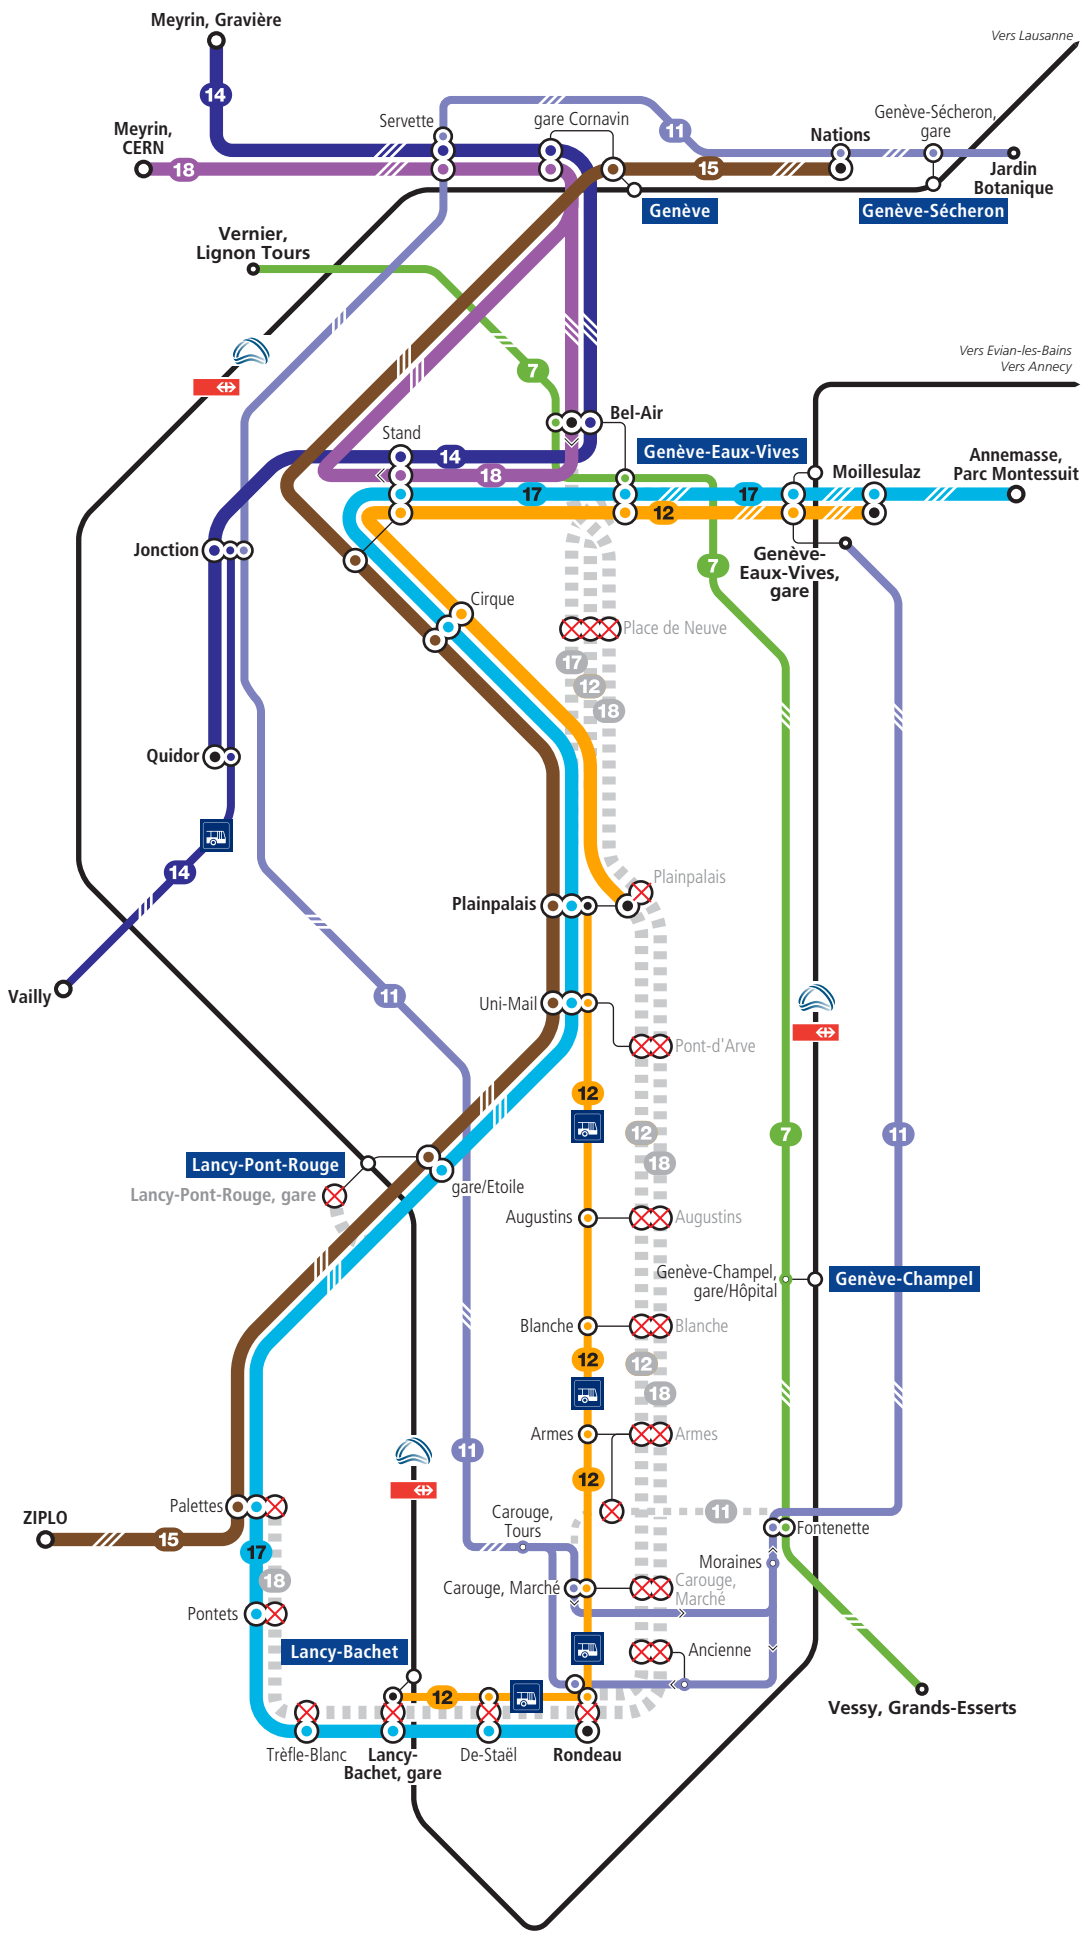 Meyrin, Gravière
Vers Lausanne
14
Servette
gare Cornavin
11
Genève-Sécheron,
gare
Nations
Meyrin,
CERN
18
15
Jardin
Botanique
Genève
Genève-Sécheron
Vernier,
Lignon Tours
Vers Evian-les-Bains
Vers Annecy
7
Bel-Air
Stand
14
18
Genève-Eaux-Vives
Moillesulaz
Annemasse,
Parc Montessuit
17
17
12
Jonction
Genève-
Eaux-Vives,
gare
7
Cirque
Place de Neuve
17
12
18
Quidor
14
Plainpalais
Plainpalais
Vailly
11
Uni-Mail
Pont-d'Arve
12
12
7
11
18
Lancy-Pont-Rouge
Lancy-Pont-Rouge, gare
gare/Etoile
Augustins
Augustins
Genève-Champel,
gare/Hôpital
Genève-Champel
Blanche
Blanche
12
12
18
Armes
Armes
11
12
Palettes
ZIPLO
15
Carouge,
Tours
11
Fontenette
17
18
Moraines
Carouge, Marché
Carouge,
Marché
Pontets
Lancy-Bachet
Ancienne
12
Vessy, Grands-Esserts
Trèfle-Blanc
Lancy-
Bachet, gare
De-Staël
Rondeau